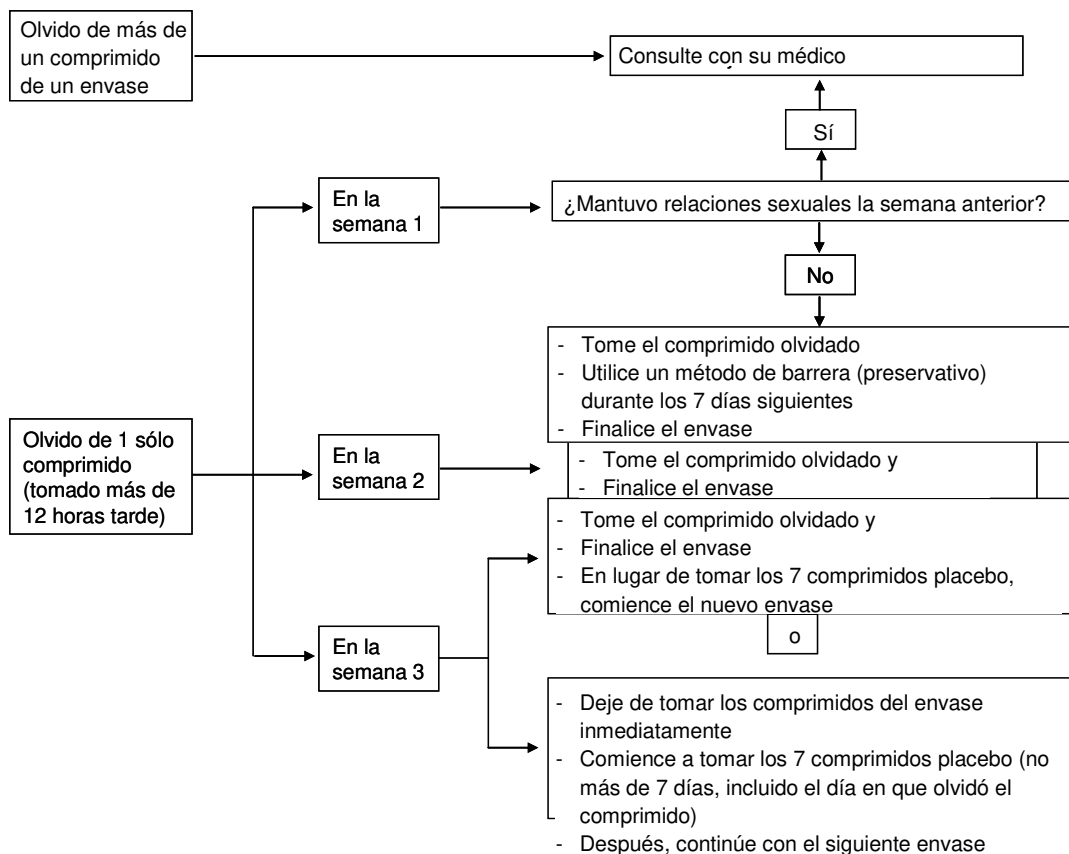 Olvido de más de
un comprimido
de un envase
Consulte con su médico
Sí
En la
semana 1
¿Mantuvo relaciones sexuales la semana anterior?
No
- Tome el comprimido olvidado
- Utilice un método de barrera (preservativo)
durante los 7 días siguientes
- Finalice el envase
Olvido de 1 sólo
comprimido
(tomado más de
12 horas tarde)
En la
semana 2
- Tome el comprimido olvidado y
- Finalice el envase
- Tome el comprimido olvidado y
- Finalice el envase
- En lugar de tomar los 7 comprimidos placebo,
comience el nuevo envase
o
En la
semana 3
- Deje de tomar los comprimidos del envase
inmediatamente
- Comience a tomar los 7 comprimidos placebo (no
más de 7 días, incluido el día en que olvidó el
comprimido)
- Después, continúe con el siguiente envase